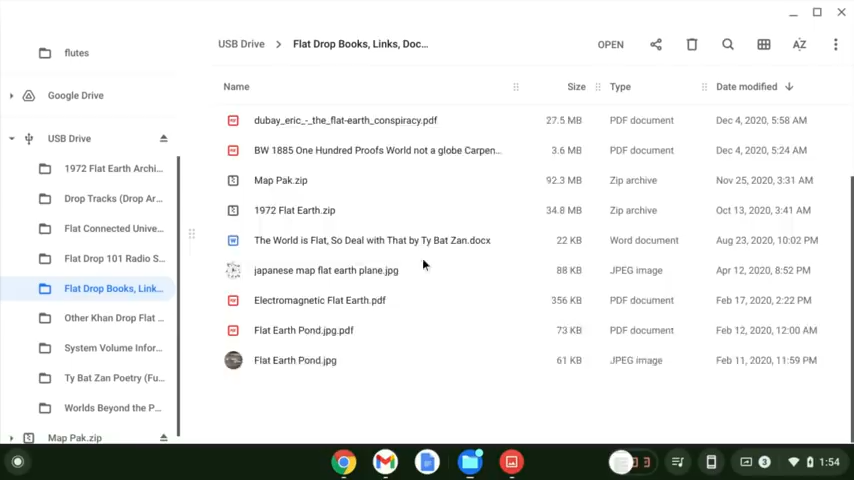 flutes
USB Drive > Flat Drop Books, Links, Doc... OPEN AZ
Name Size Type Date modified
Google Drive
dubay_eric_-_the_flat-earth_conspiracy.pdf 27.5 MB PDF document Dec 4, 2020, 5:58 AM
USB Drive
BW 1885 One Hundred Proofs World not a globe Carpen... 3.6 MB PDF document Dec 4, 2020, 5:24 AM
1972 Flat Earth Archi...
Map Pak.zip 92.3 MB Zip archive Nov 25, 2020, 3:31 AM
Drop Tracks (Drop Ar...
1972 Flat Earth.zip 34.8 MB Zip archive Oct 13, 2020, 3:41 AM
Flat Connected Unive...
The World is Flat, So Deal with That by Ty Bat Zan.docx 22 KB Word document Aug 23, 2020, 10:02 PM
Flat Drop 101 Radio S...
japanese map flat earth plane.jpg 88 KB JPEG image Apr 12, 2020, 8:52 PM
Flat Drop Books, Link...
Electromagnetic Flat Earth.pdf 356 KB PDF document Feb 17, 2020, 2:22 PM
Other Khan Drop Flat ...
Flat Earth Pond.jpg.pdf 73 KB PDF document Feb 12, 2020, 12:00 AM
System Volume Infor...
Flat Earth Pond.jpg 61 KB JPEG image Feb 11, 2020, 11:59 PM
Ty Bat Zan Poetry (Fu...
Worlds Beyond the P...
Map Pak.zip
3 1:54